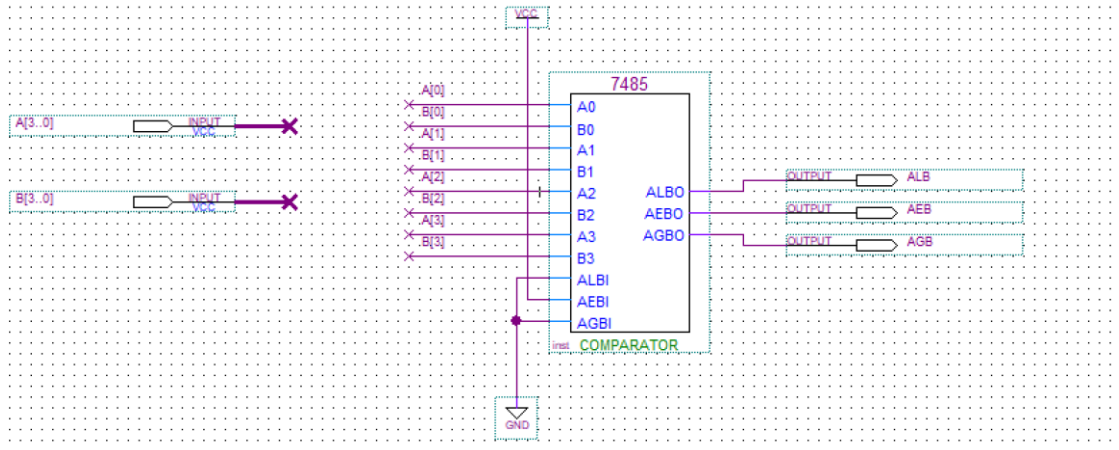 VCC
7485
A[0]
A0
B[0]
B0
A[3..0]
INPUT
VCC
A[1]
A1
B[1]
B1
A[2]
A2
ALBO
OUTPUT
ALB
B[3..0]
INPUT
VCC
B[2]
B2
AEBO
OUTPUT
AEB
A[3]
A3
AGBO
OUTPUT
AGB
B[3]
B3
ALBI
AEBI
AGBI
inst
COMPARATOR
GND